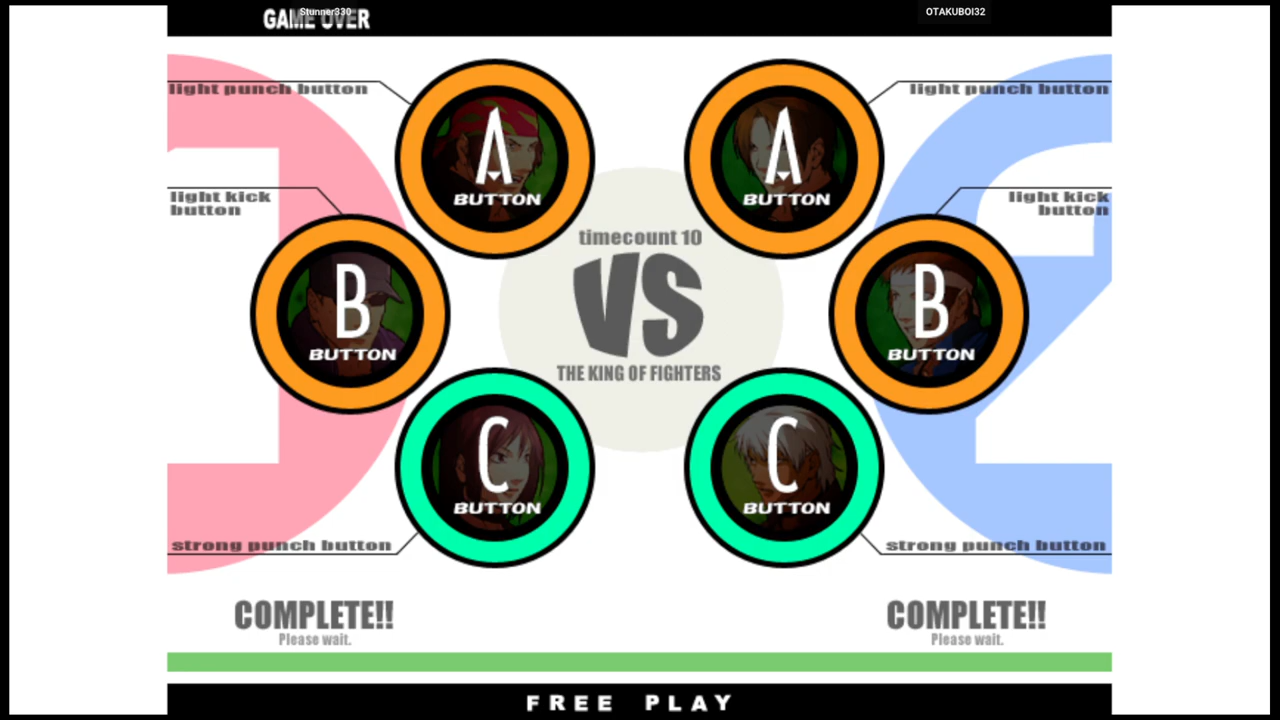 GAME OVER
Stunner330
OTAKUBOI32
light punch button
light punch button
light kick
button
light kick
button
A
BUTTON
A
BUTTON
B
BUTTON
B
BUTTON
timecount 10
VS
THE KING OF FIGHTERS
C
BUTTON
C
BUTTON
1
2
strong punch button
strong punch button
COMPLETE!!
Please wait.
COMPLETE!!
Please wait.
FREE PLAY